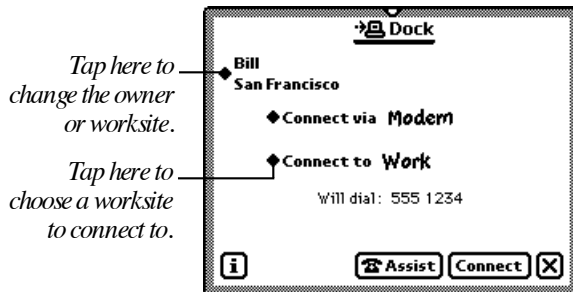 Dock
Tap here to
change the owner
or worksite.
Bill
San Francisco
Connect via Modem
Tap here to
choose a worksite
to connect to.
Connect to Work
Will dial: 555 1234
i Assist Connect X